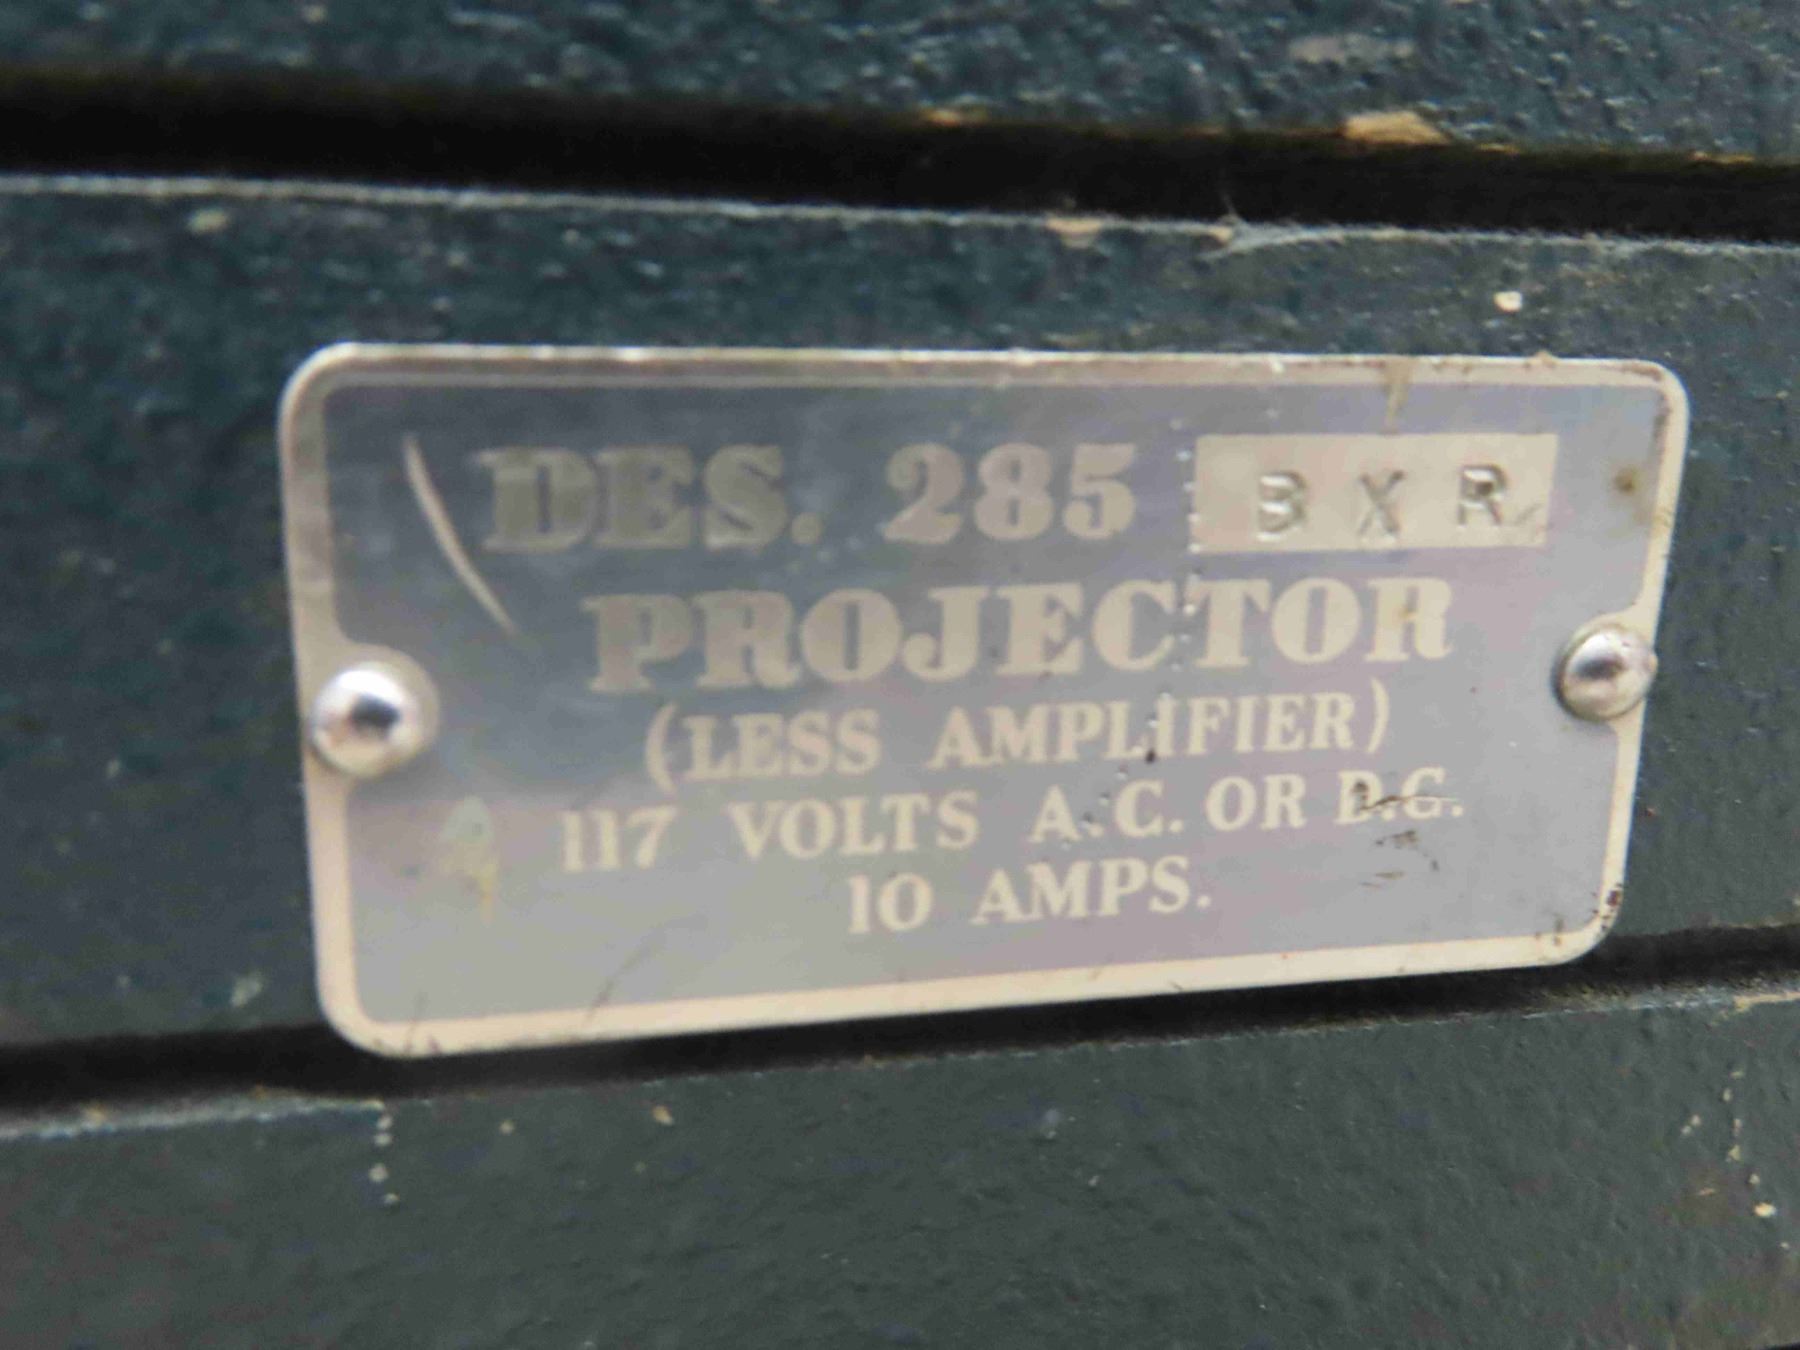 DES. 285 BXR
PROJECTOR
(LESS AMPLIFIER)
117 VOLTS A.C. OR D.C.
10 AMPS.